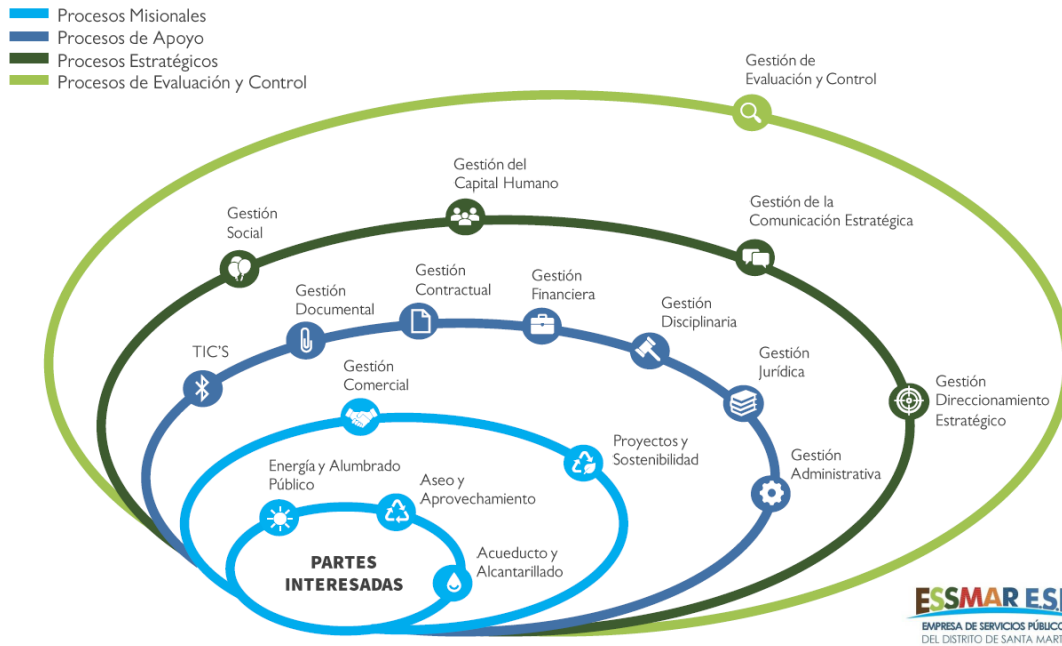 Procesos Misionales
Procesos de Apoyo
Procesos Estratégicos
Procesos de Evaluación y Control
Gestión de
Evaluación y Control
Gestión del
Capital Humano
Gestión de la
Comunicación Estratégica
Gestión
Social
Gestión
Contractual
Gestión
Financiera
Gestión
Documental
Gestión
Disciplinaria
TIC'S
Gestión
Comercial
Gestión
Jurídica
Gestión
Direccionamiento
Estratégico
Proyectos y
Sostenibilidad
Gestión
Administrativa
Energía y Alumbrado
Público
Aseo y
Aprovechamiento
Acueducto y
Alcantarillado
PARTES
INTERESADAS
ESSMAR E.S.
EMPRESA DE SERVICIOS PÚBLICO
DEL DISTRITO DE SANTA MART